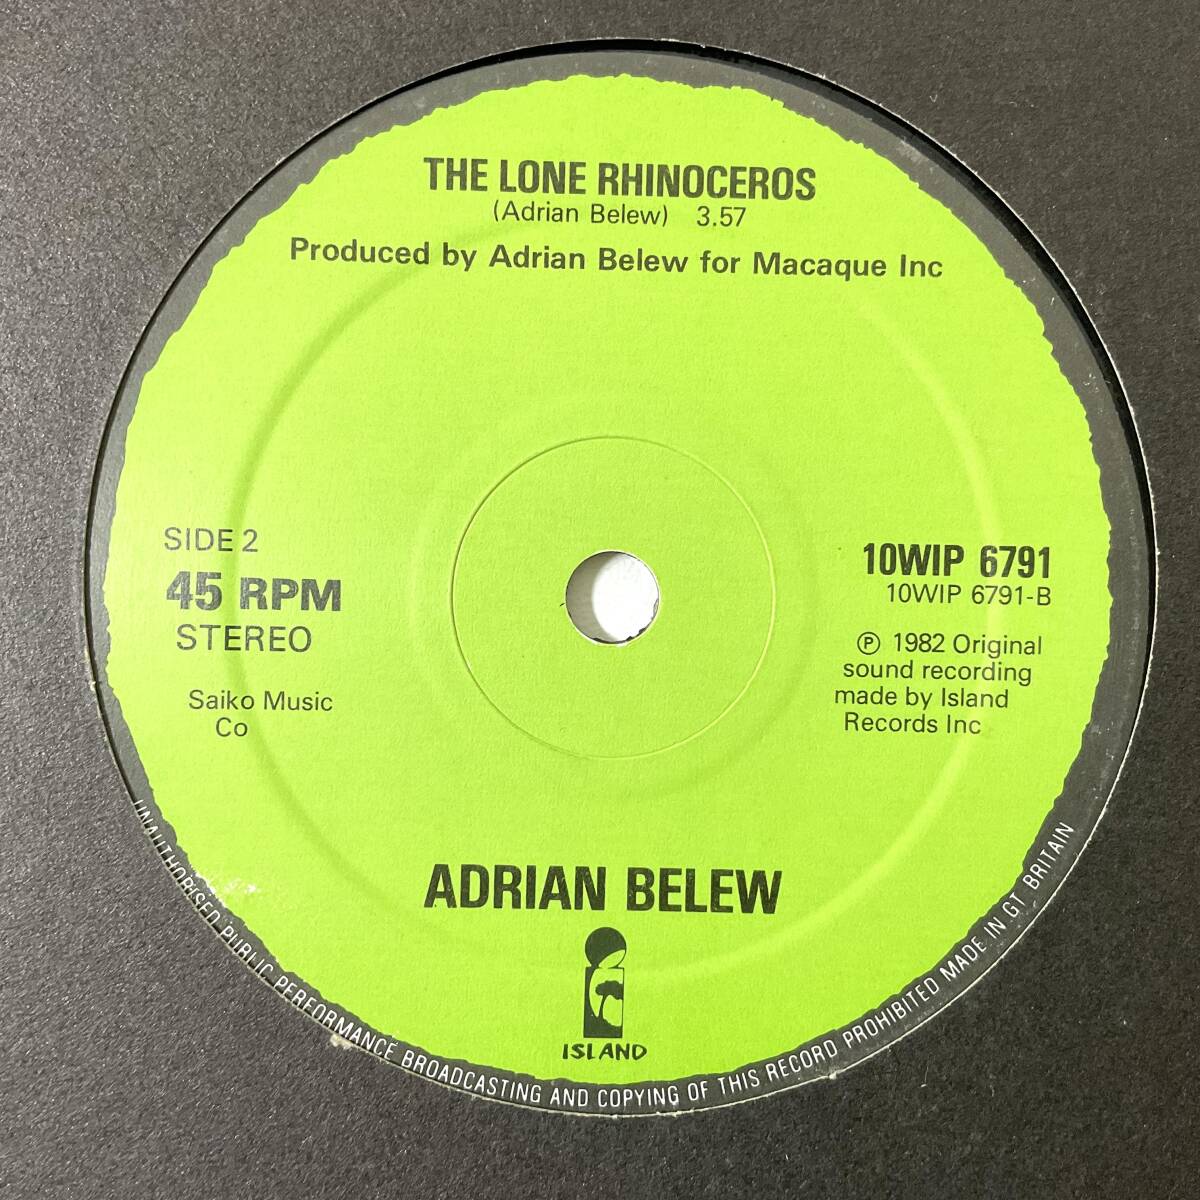 THE LONE RHINOCEROS
(Adrian Belew) 3.57
Produced by Adrian Belew for Macaque Inc
SIDE 2
45 RPM
STEREO
Saiko Music
Co
10WIP 6791
10WIP 6791-B
Ⓟ 1982 Original
sound recording
made by Island
Records Inc
ADRIAN BELEW
ISLAND
UNAUTHORISED PUBLIC PERFORMANCE BROADCASTING AND COPYING OF THIS RECORD PROHIBITED MADE IN GT BRITAIN